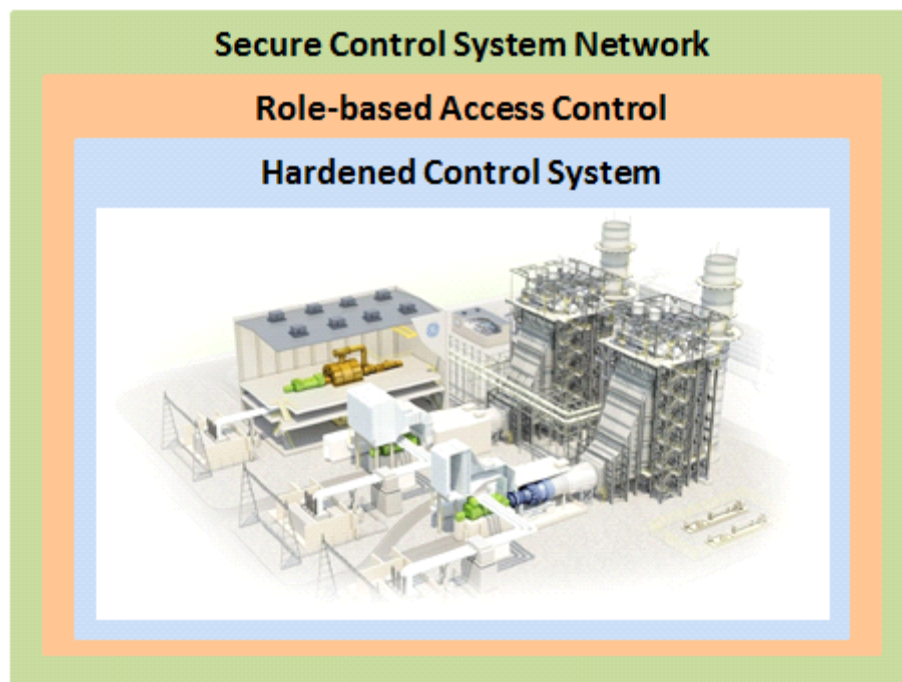 Secure Control System Network
Role-based Access Control
Hardened Control System